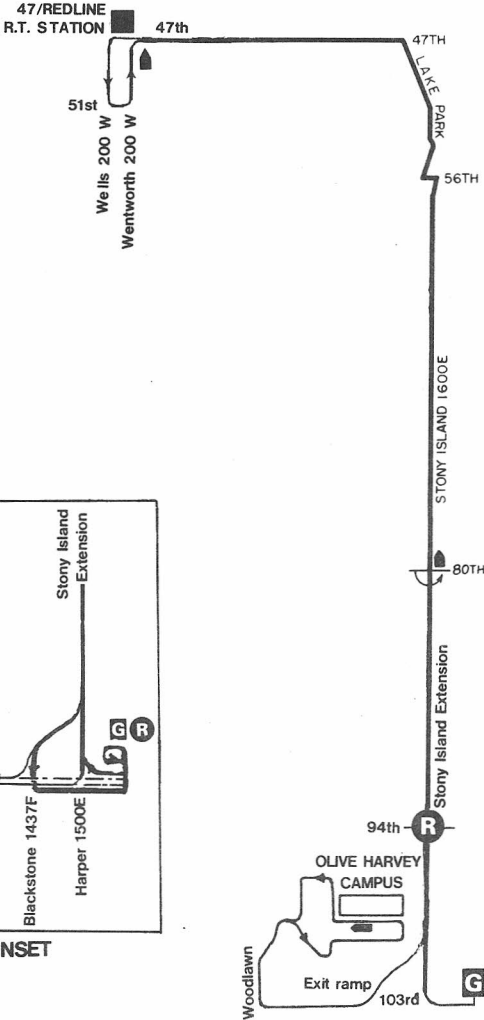 47/REDLINE
R.T. STATION
47th
47TH
LAKE PARK
51st
Wells 200 W
Wentworth 200 W
56TH
STONY ISLAND 1600E
80TH
Stony Island
Extension
G R
Blackstone 1437F
Harper 1500E
NSET
Stony Island Extension
94th
R
OLIVE HARVEY
CAMPUS
Woodlawn
Exit ramp
103rd
G